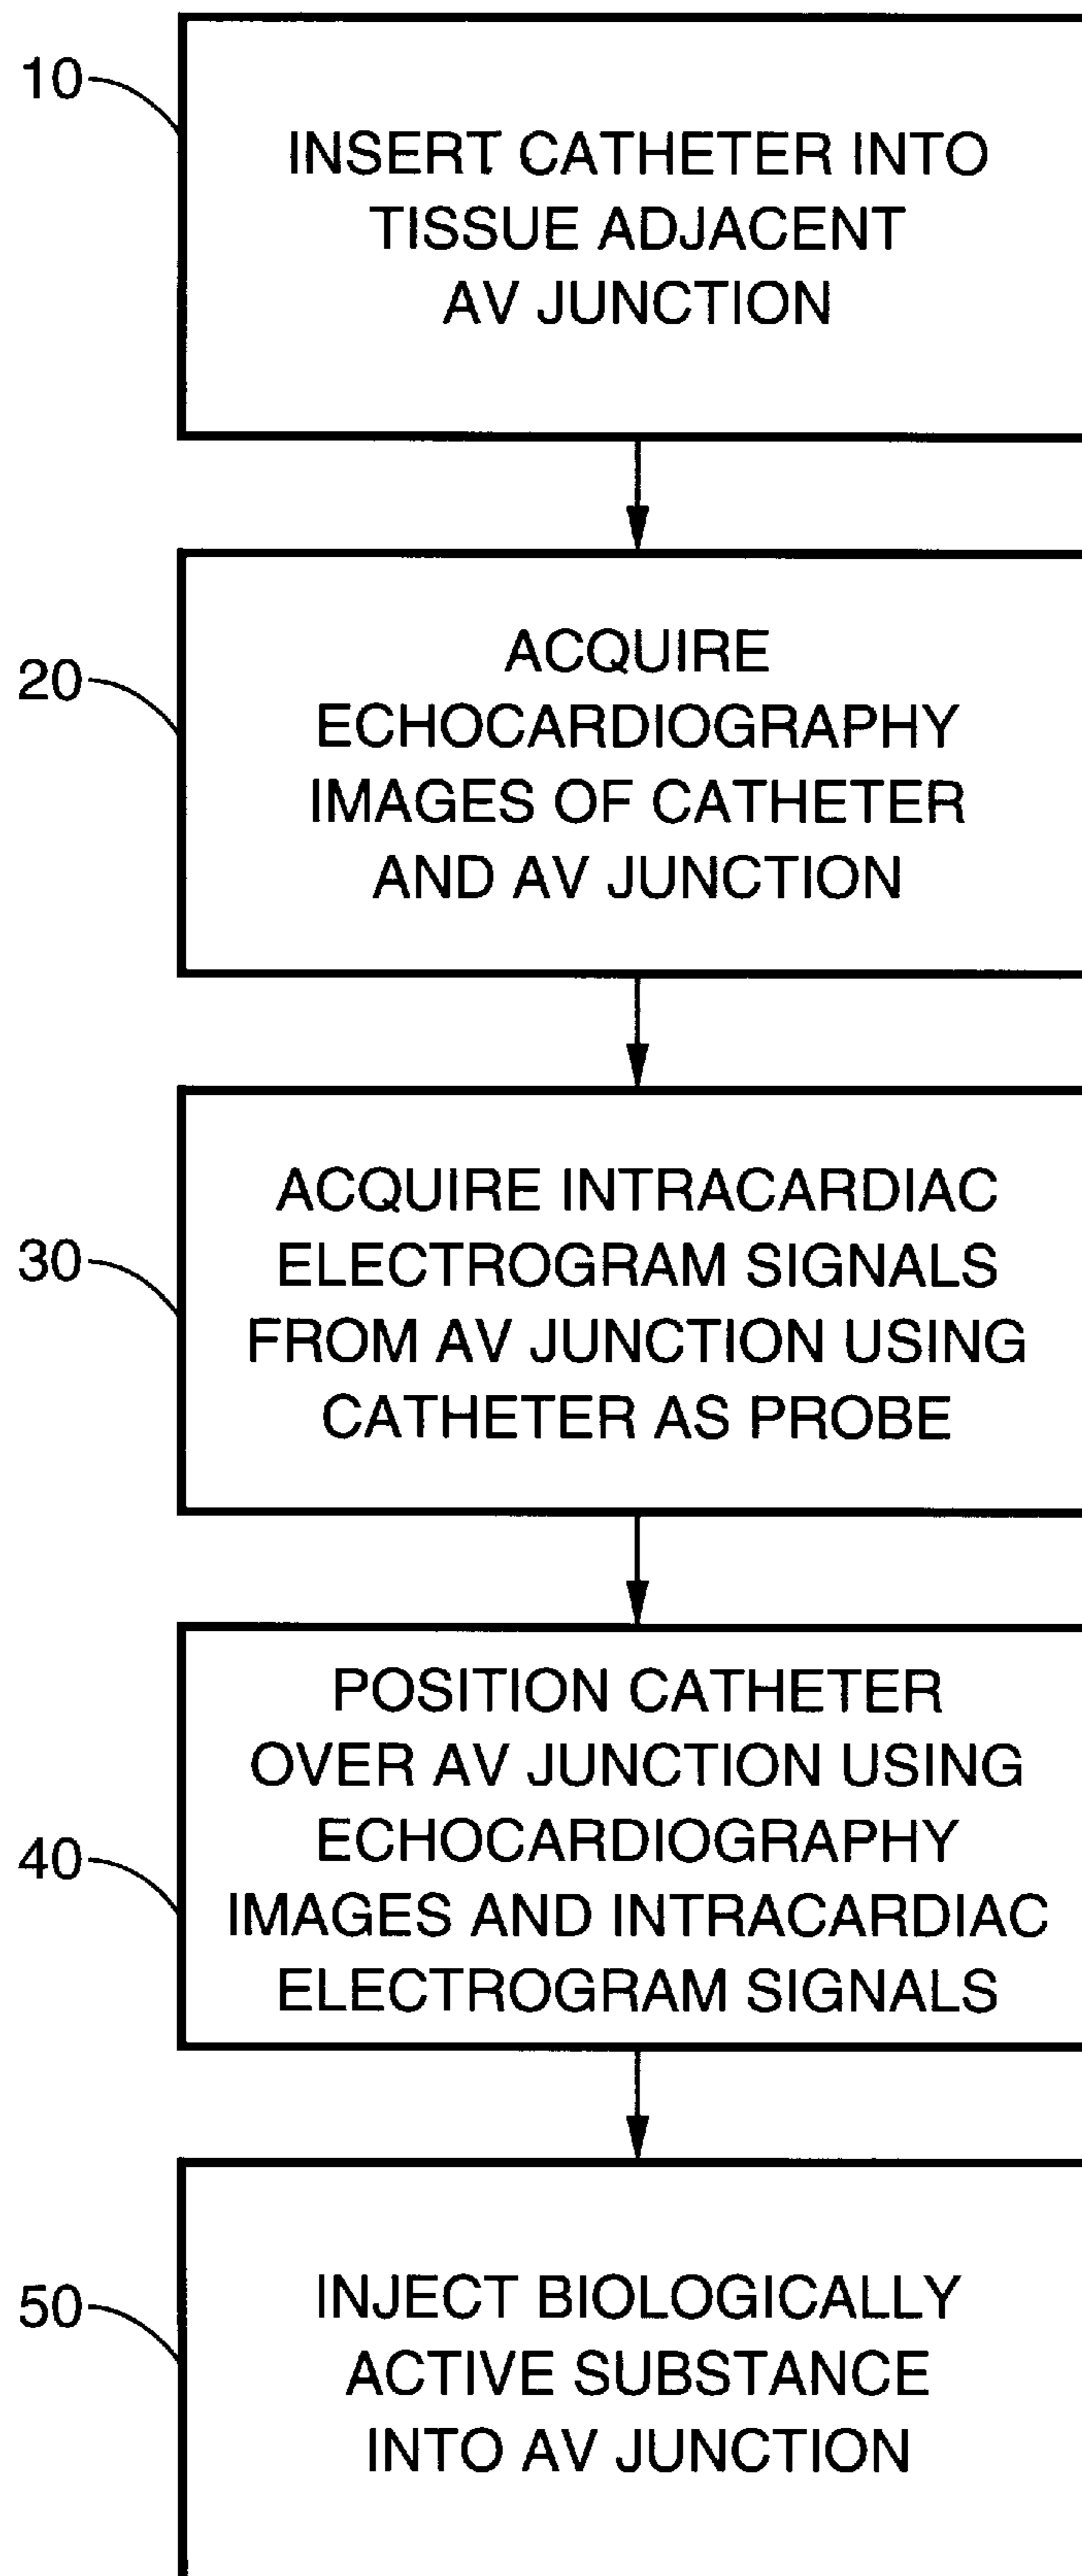 10
INSERT CATHETER INTO
TISSUE ADJACENT
AV JUNCTION
20
ACQUIRE
ECHOCARDIOGRAPHY
IMAGES OF CATHETER
AND AV JUNCTION
30
ACQUIRE INTRACARDIAC
ELECTROGRAM SIGNALS
FROM AV JUNCTION USING
CATHETER AS PROBE
40
POSITION CATHETER
OVER AV JUNCTION USING
ECHOCARDIOGRAPHY
IMAGES AND INTRACARDIAC
ELECTROGRAM SIGNALS
50
INJECT BIOLOGICALLY
ACTIVE SUBSTANCE
INTO AV JUNCTION